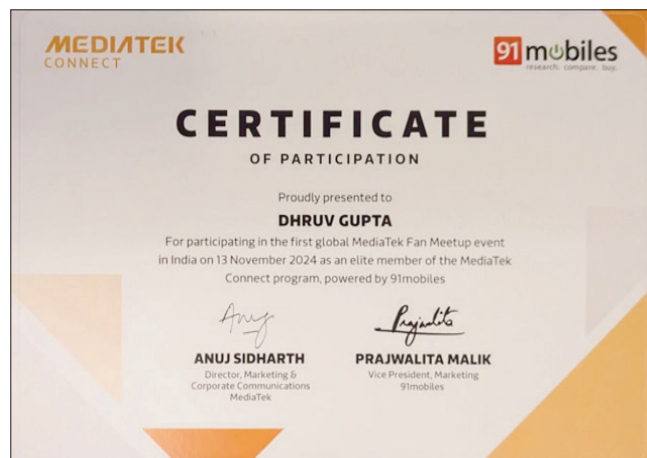 MEDIATEK
CONNECT
91mobiles
research. compare. buy.
CERTIFICATE
OF PARTICIPATION
Proudly presented to
DHRUV GUPTA
For participating in the first global MediaTek Fan Meetup event
in India on 13 November 2024 as an elite member of the MediaTek
Connect program, powered by 91mobiles
Anuj
Prajwalita
ANUJ SIDHARTH
Director, Marketing &
Corporate Communications
MediaTek
PRAJWALITA MALIK
Vice President, Marketing
91mobiles